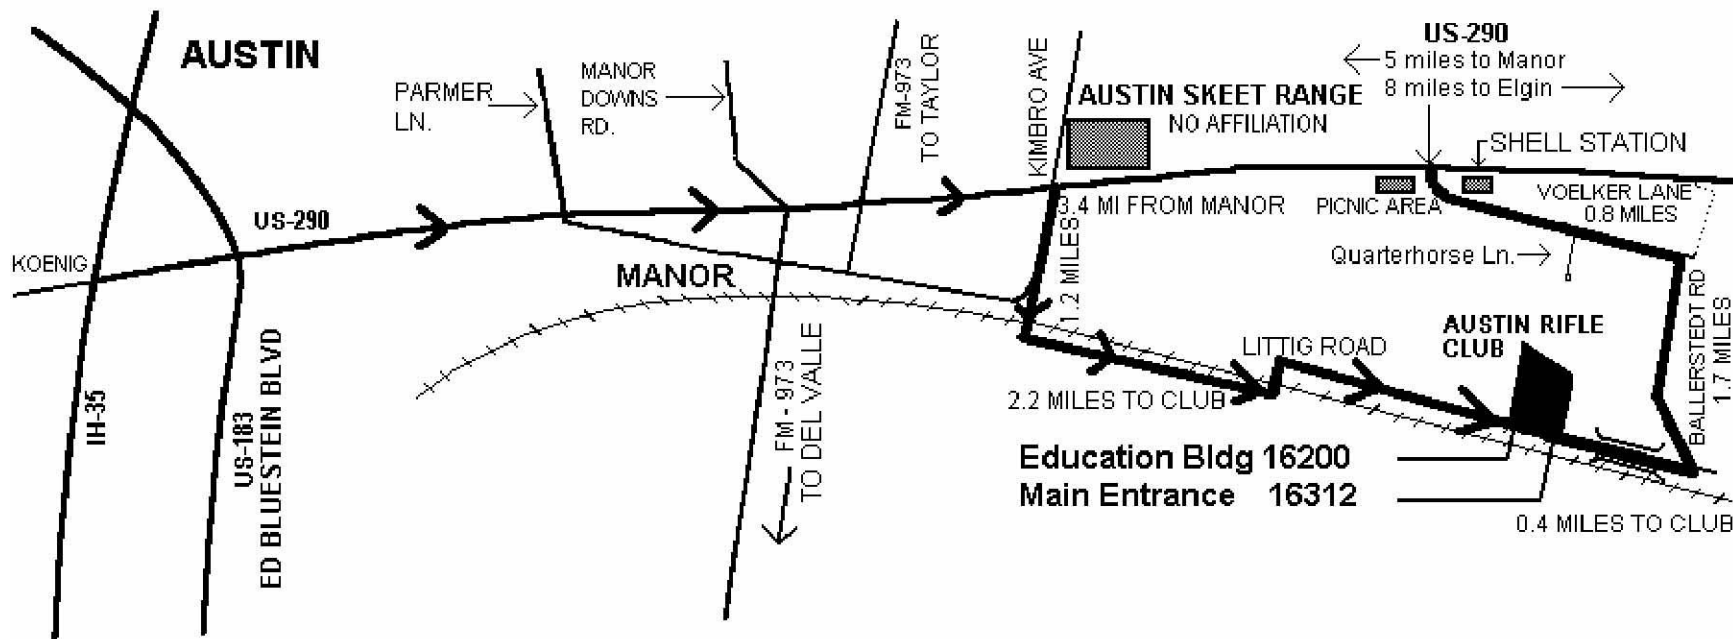 AUSTIN
PARMER
LN.
MANOR
DOWNS
RD.
FM-973
TO TAYLOR
KIMBRO AVE
US-290
5 miles to Manor
8 miles to Elgin
AUSTIN SKEET RANGE
NO AFFILIATION
SHELL STATION
US-290
3.4 MI FROM MANOR
PICNIC AREA
VOELKER LANE
0.8 MILES
KOENIG
MANOR
1.2 MILES
Quarterhorse Ln.
BALLERSTEDT RD
1.7 MILES
AUSTIN RIFLE
CLUB
LITTIG ROAD
2.2 MILES TO CLUB
IH-35
US-183
ED BLUESTEIN BLVD
FM - 973
TO DEL VALLE
Education Bldg 16200
Main Entrance 16312
0.4 MILES TO CLUB